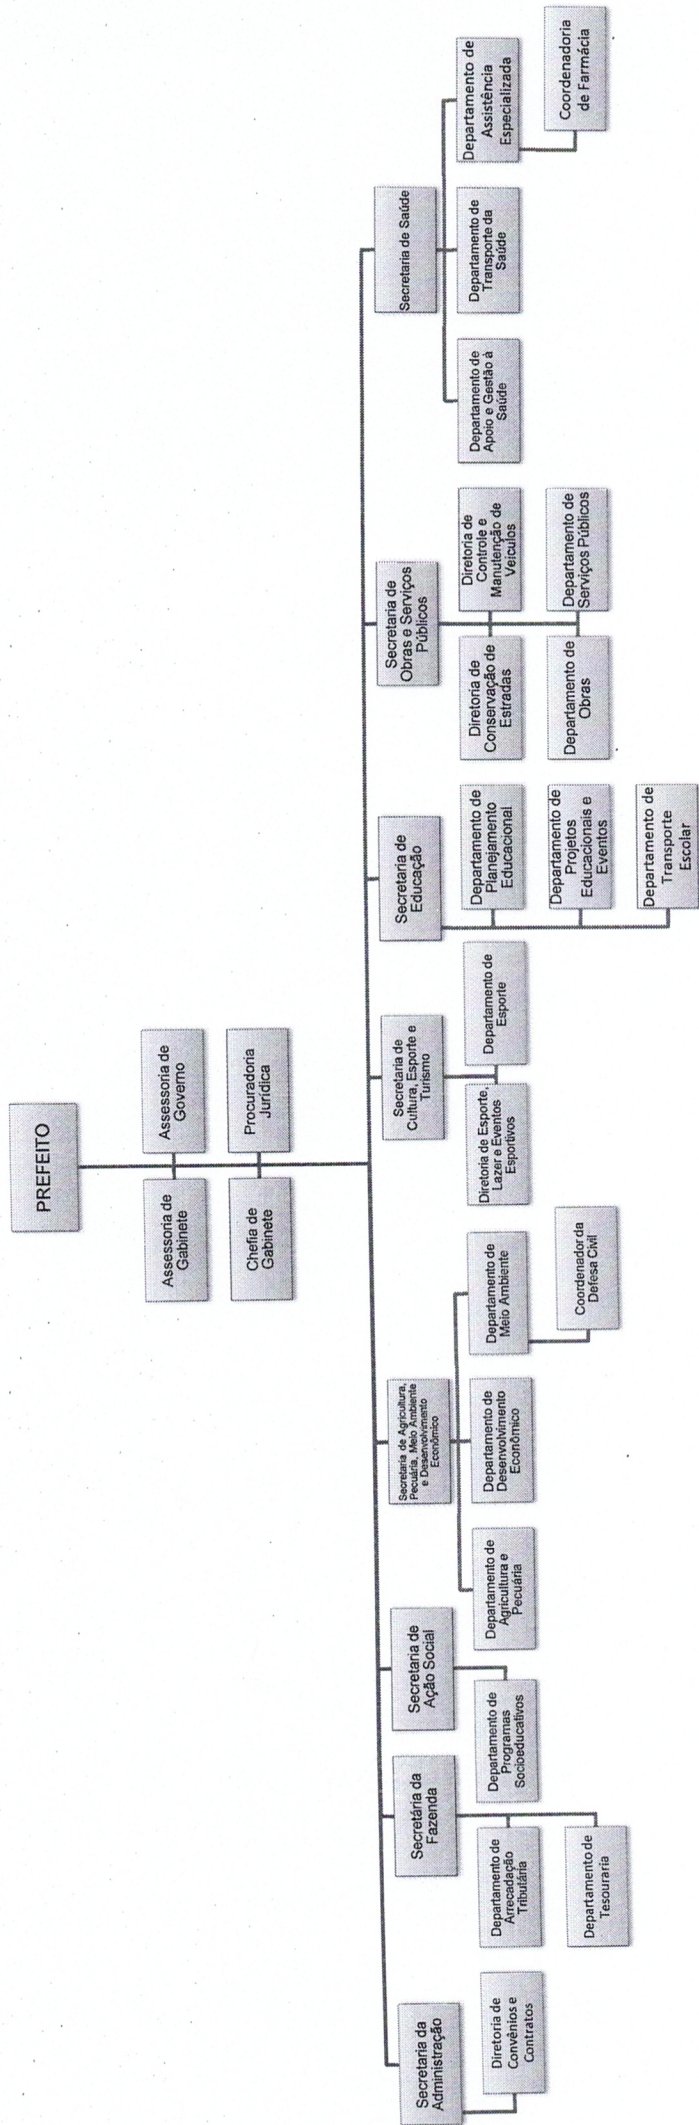 PREFEITO
Assessoria de
Gabinete
Assessoria de
Governo
Chefia de
Gabinete
Procuradoria
Jurídica
Secretaria da
Administração
Diretoria de
Convênios e
Contratos
Secretária da
Fazenda
Departamento de
Arrecadação
Tributária
Departamento de
Tesouraria
Secretaria de
Ação Social
Departamento de
Programas
Socioeducativos
Secretaria de Agricultura,
Pecuária, Meio Ambiente
e Desenvolvimento
Econômico
Departamento de
Agricultura e
Pecuária
Departamento de
Desenvolvimento
Econômico
Departamento de
Meio Ambiente
Coordenador da
Defesa Civil
Secretaria de
Cultura, Esporte e
Turismo
Diretoria de Esporte,
Lazer e Eventos
Esportivos
Departamento de
Esporte
Secretaria de
Educação
Departamento de
Planejamento
Educacional
Departamento de
Projetos
Educacionais e
Eventos
Departamento de
Transporte
Escolar
Secretaria de
Obras e Serviços
Públicos
Diretoria de
Conservação de
Estradas
Diretoria de
Controle e
Manutenção de
Veículos
Departamento de
Obras
Departamento de
Serviços Públicos
Secretaria de Saúde
Departamento de
Apoio e Gestão à
Saúde
Departamento de
Transporte da
Saúde
Departamento de
Assistência
Especializada
Coordenadoria
de Farmácia